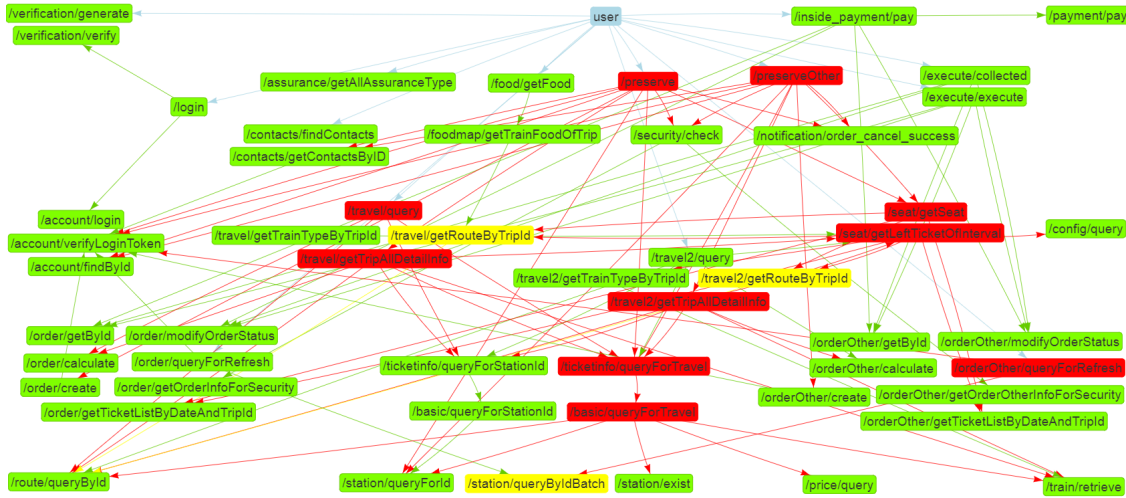 /verification/generate
user
/inside_payment/pay
/payment/pay
/verification/verify
/assurance/getAllAssuranceType
/food/getFood
/preserve
/preserveOther
/execute/collected
/execute/execute
/login
/contacts/findContacts
/foodmap/getTrainFoodOfTrip
/security/check
/notification/order_cancel_success
/contacts/getContactsByID
/account/login
/travel/query
/seat/getSeat
/account/verifyLoginToken
/travel/getTrainTypeByTripId
/travel/getRouteByTripId
/seat/getLeftTicketOfInterval
/config/query
/account/findById
/travel/getTripAllDetailInfo
/travel2/query
/travel2/getTrainTypeByTripId
/travel2/getRouteByTripId
/travel2/getTripAllDetailInfo
/order/getById
/order/modifyOrderStatus
/orderOther/getById
/orderOther/modifyOrderStatus
/order/calculate
/order/queryForRefresh
/ticketinfo/queryForStationId
/ticketinfo/queryForTravel
/orderOther/calculate
/orderOther/queryForRefresh
/order/create
/order/getOrderInfoForSecurity
/orderOther/create
/orderOther/getOrderOtherInfoForSecurity
/order/getTicketListByDateAndTripId
/basic/queryForStationId
/basic/queryForTravel
/orderOther/getTicketListByDateAndTripId
/route/queryById
/station/queryForId
/station/queryByIdBatch
/station/exist
/price/query
/train/retrieve